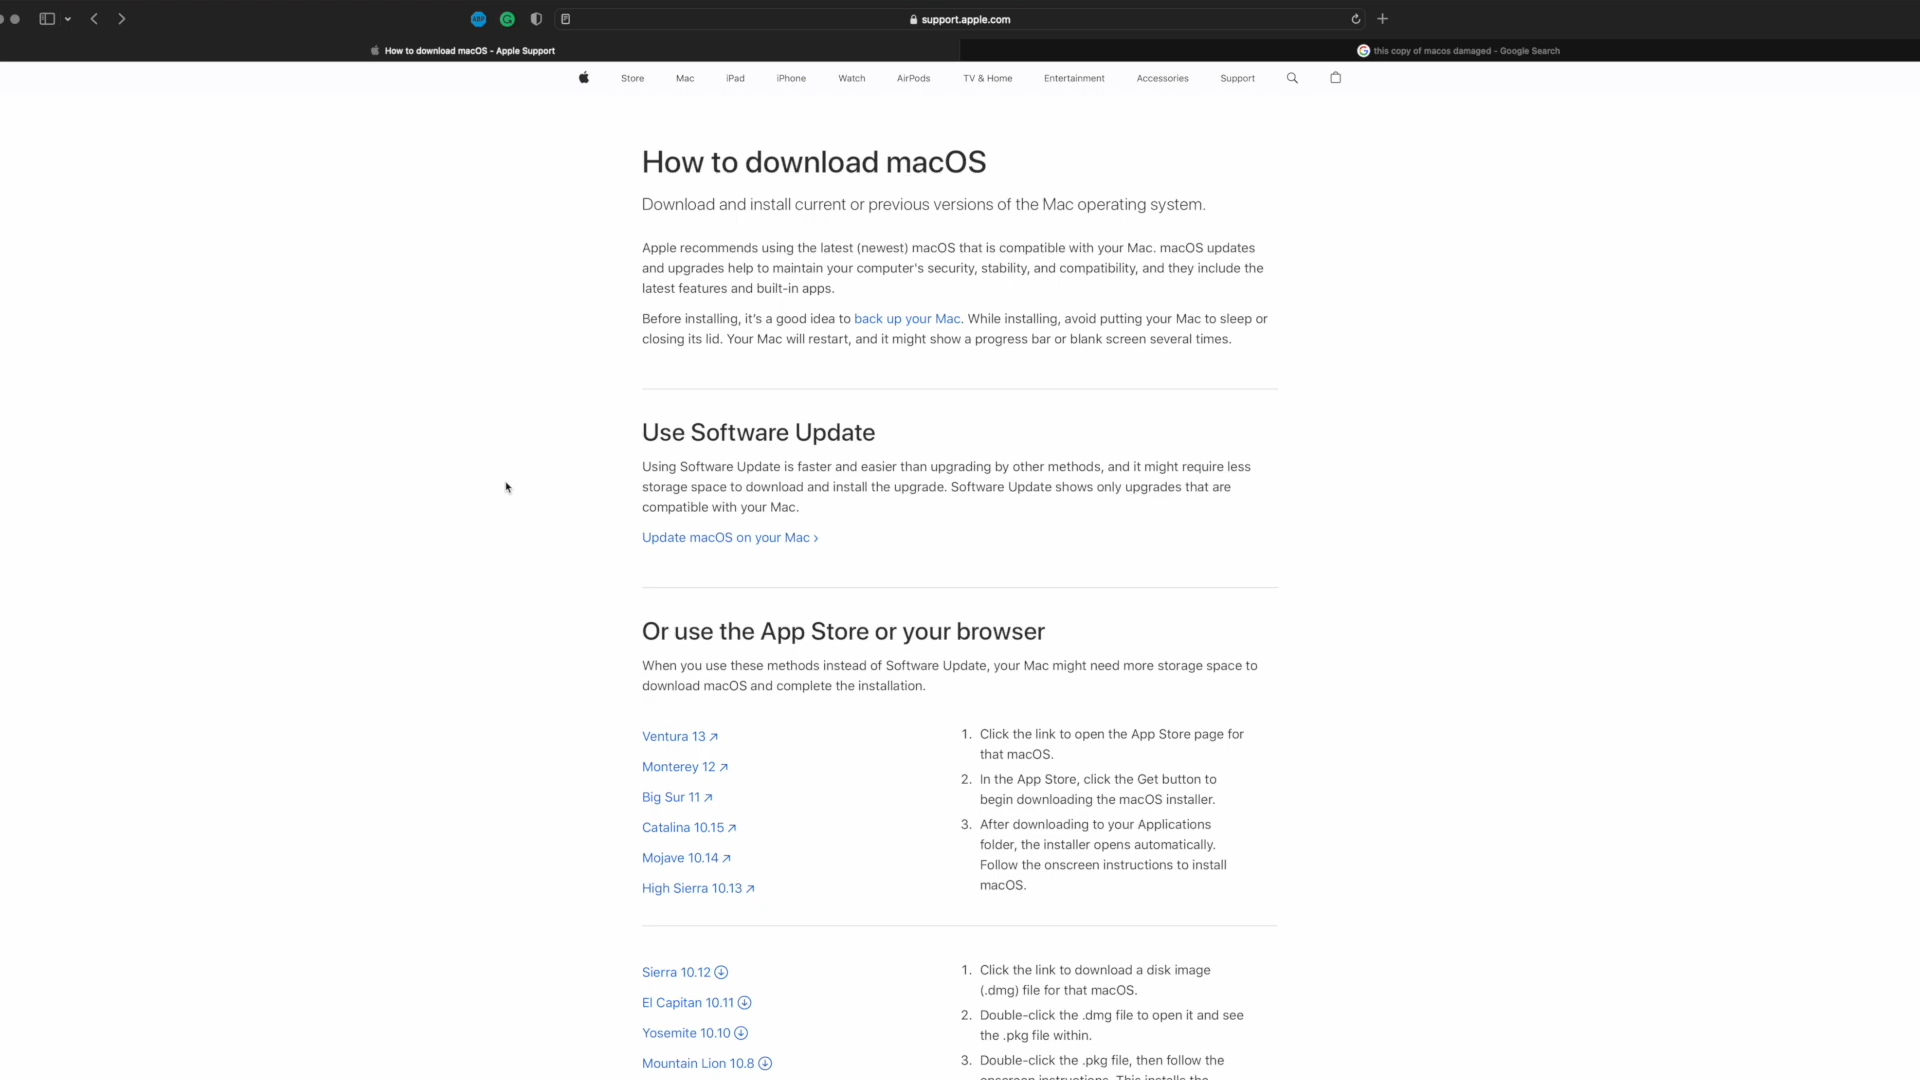 ABP
G
support.apple.com
How to download macOS - Apple Support
G
this copy of macos damaged - Google Search
Store
Mac
iPad
iPhone
Watch
AirPods
TV & Home
Entertainment
Accessories
Support
How to download macOS
Download and install current or previous versions of the Mac operating system.
Apple recommends using the latest (newest) macOS that is compatible with your Mac. macOS updates
and upgrades help to maintain your computer's security, stability, and compatibility, and they include the
latest features and built-in apps.
Before installing, it's a good idea to back up your Mac. While installing, avoid putting your Mac to sleep or
closing its lid. Your Mac will restart, and it might show a progress bar or blank screen several times.
Use Software Update
Using Software Update is faster and easier than upgrading by other methods, and it might require less
storage space to download and install the upgrade. Software Update shows only upgrades that are
compatible with your Mac.
Update macOS on your Mac >
Or use the App Store or your browser
When you use these methods instead of Software Update, your Mac might need more storage space to
download macOS and complete the installation.
Ventura 13 ↗
Monterey 12 ↗
Big Sur 11 ↗
Catalina 10.15 ↗
Mojave 10.14 ↗
High Sierra 10.13 ↗
1. Click the link to open the App Store page for
that macOS.
2. In the App Store, click the Get button to
begin downloading the macOS installer.
3. After downloading to your Applications
folder, the installer opens automatically.
Follow the onscreen instructions to install
macOS.
Sierra 10.12
El Capitan 10.11
Yosemite 10.10
Mountain Lion 10.8
1. Click the link to download a disk image
(.dmg) file for that macOS.
2. Double-click the .dmg file to open it and see
the .pkg file within.
3. Double-click the .pkg file, then follow the
onscreen instructions. This installs the